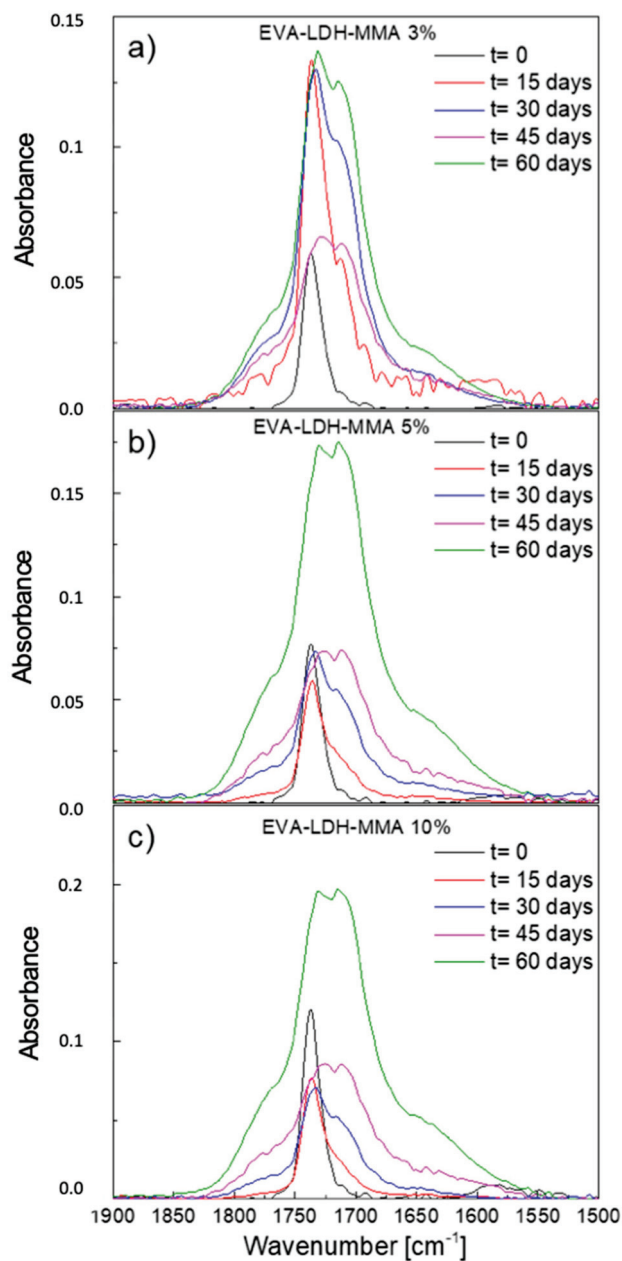 a)
EVA-LDH-MMA 3%
t= 0
t= 15 days
t= 30 days
t= 45 days
t= 60 days
0.15
0.1
0.05
0.0
Absorbance
b)
EVA-LDH-MMA 5%
t= 0
t= 15 days
t= 30 days
t= 45 days
t= 60 days
0.15
0.1
0.05
0.0
Absorbance
c)
EVA-LDH-MMA 10%
t= 0
t= 15 days
t= 30 days
t= 45 days
t= 60 days
0.2
0.1
0.0
Absorbance
1900 1850 1800 1750 1700 1650 1600 1550 1500
Wavenumber [cm⁻¹]